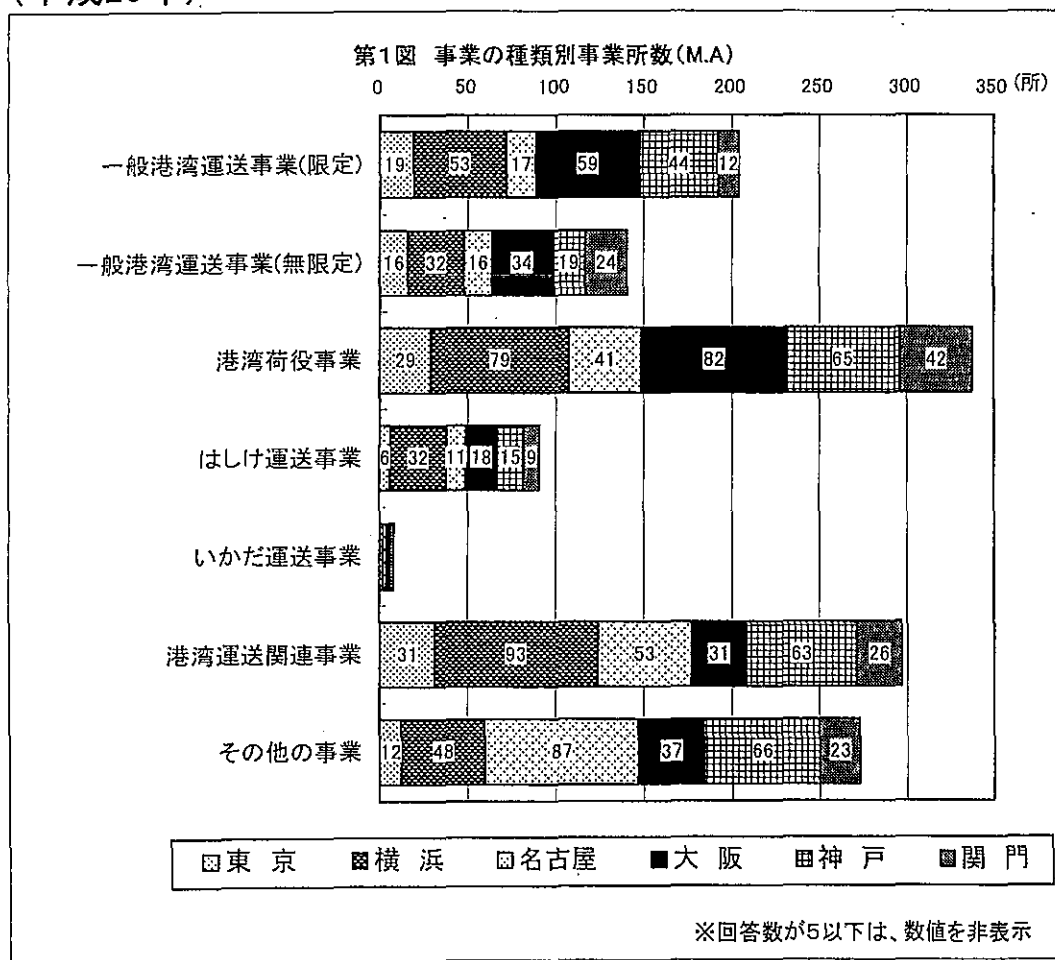 第1図 事業の種類別事業所数(M.A)
0 50 100 150 200 250 300 350 (所)
一般港湾運送事業(限定) 19 53 17 59 44 12
一般港湾運送事業(無限定) 16 32 16 34 19 24
港湾荷役事業 29 79 41 82 65 42
はしけ運送事業 6 32 11 18 15 9
いかだ運送事業
港湾運送関連事業 31 93 53 31 63 26
その他の事業 12 48 87 37 66 23
東 京 横 浜 名古屋 大 阪 神 戸 関 門
※回答数が5以下は、数値を非表示